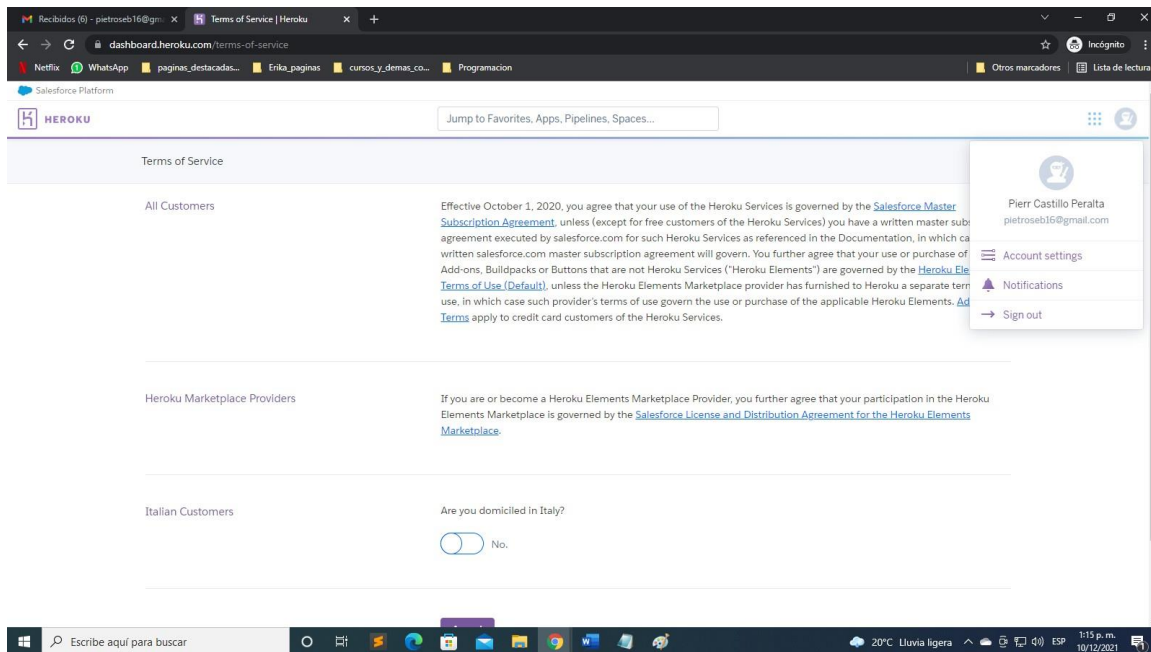 Recibidos (6) - pietroseb16@gm
Terms of Service | Heroku
dashboard.heroku.com/terms-of-service
Incógnito
Netflix
WhatsApp
paginas_destacadas...
Erika_paginas
cursos_y_demas_co...
Programacion
Otros marcadores
Lista de lectura
Salesforce Platform
HEROKU
Jump to Favorites, Apps, Pipelines, Spaces...
Terms of Service
Pierr Castillo Peralta
pietroseb16@gmail.com
Account settings
Notifications
Sign out
All Customers
Effective October 1, 2020, you agree that your use of the Heroku Services is governed by the Salesforce Master
Subscription Agreement, unless (except for free customers of the Heroku Services) you have a written master subs
agreement executed by salesforce.com for such Heroku Services as referenced in the Documentation, in which ca
written salesforce.com master subscription agreement will govern. You further agree that your use or purchase of
Add-ons, Buildpacks or Buttons that are not Heroku Services ("Heroku Elements") are governed by the Heroku Ele
Terms of Use (Default), unless the Heroku Elements Marketplace provider has furnished to Heroku a separate term
use, in which case such provider's terms of use govern the use or purchase of the applicable Heroku Elements. Ad
Terms apply to credit card customers of the Heroku Services.
Heroku Marketplace Providers
If you are or become a Heroku Elements Marketplace Provider, you further agree that your participation in the Heroku
Elements Marketplace is governed by the Salesforce License and Distribution Agreement for the Heroku Elements
Marketplace.
Italian Customers
Are you domiciled in Italy?
No.
Escribe aquí para buscar
20°C Lluvia ligera
ESP
1:15 p. m.
10/12/2021